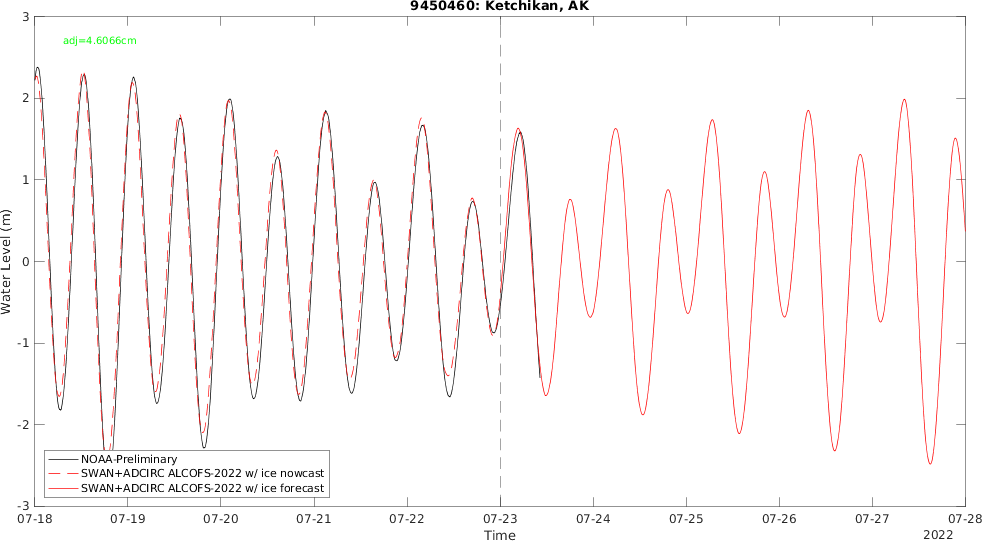 9450460: Ketchikan, AK
adj=4.6066cm
3
2
1
0
-1
-2
-3
Water Level (m)
NOAA-Preliminary
SWAN+ADCIRC ALCOFS-2022 w/ ice nowcast
SWAN+ADCIRC ALCOFS-2022 w/ ice forecast
07-18 07-19 07-20 07-21 07-22 07-23 07-24 07-25 07-26 07-27 07-28
Time
2022